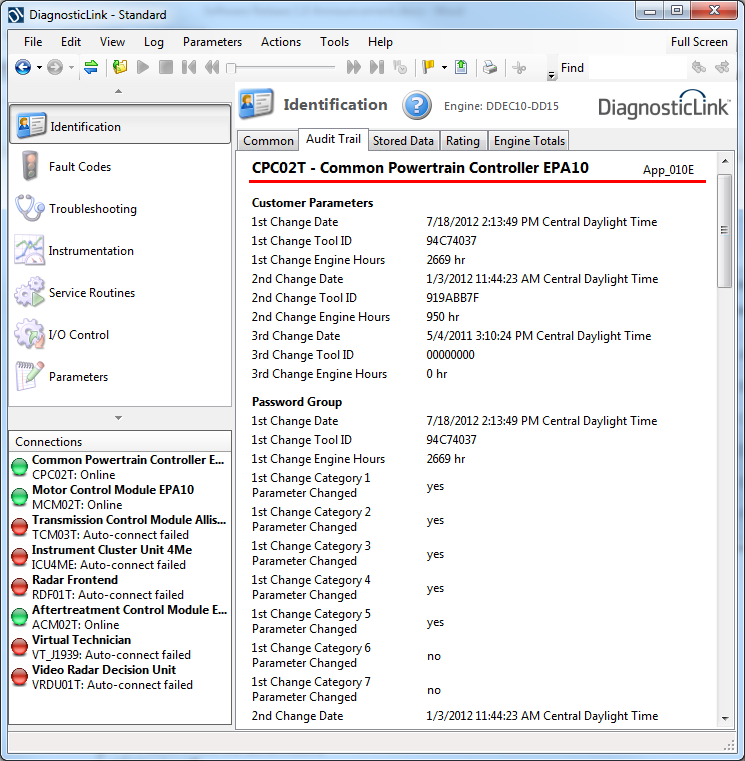 DiagnosticLink - Standard
File Edit View Log Parameters Actions Tools Help Full Screen
Find
Identification
Fault Codes
Troubleshooting
Instrumentation
Service Routines
I/O Control
Parameters
Connections
Common Powertrain Controller E...
CPC02T: Online
Motor Control Module EPA10
MCM02T: Online
Transmission Control Module Allis...
TCM03T: Auto-connect failed
Instrument Cluster Unit 4Me
ICU4ME: Auto-connect failed
Radar Frontend
RDF01T: Auto-connect failed
Aftertreatment Control Module E...
ACM02T: Online
Virtual Technician
VT_J1939: Auto-connect failed
Video Radar Decision Unit
VRDU01T: Auto-connect failed
Identification ? Engine: DDEC10-DD15 DiagnosticLink™
Common Audit Trail Stored Data Rating Engine Totals
CPC02T - Common Powertrain Controller EPA10 App_010E
Customer Parameters
1st Change Date 7/18/2012 2:13:49 PM Central Daylight Time
1st Change Tool ID 94C74037
1st Change Engine Hours 2669 hr
2nd Change Date 1/3/2012 11:44:23 AM Central Daylight Time
2nd Change Tool ID 919ABB7F
2nd Change Engine Hours 950 hr
3rd Change Date 5/4/2011 3:10:24 PM Central Daylight Time
3rd Change Tool ID 00000000
3rd Change Engine Hours 0 hr
Password Group
1st Change Date 7/18/2012 2:13:49 PM Central Daylight Time
1st Change Tool ID 94C74037
1st Change Engine Hours 2669 hr
1st Change Category 1
Parameter Changed yes
1st Change Category 2
Parameter Changed yes
1st Change Category 3
Parameter Changed yes
1st Change Category 4
Parameter Changed yes
1st Change Category 5
Parameter Changed yes
1st Change Category 6
Parameter Changed no
1st Change Category 7
Parameter Changed no
2nd Change Date 1/3/2012 11:44:23 AM Central Daylight Time